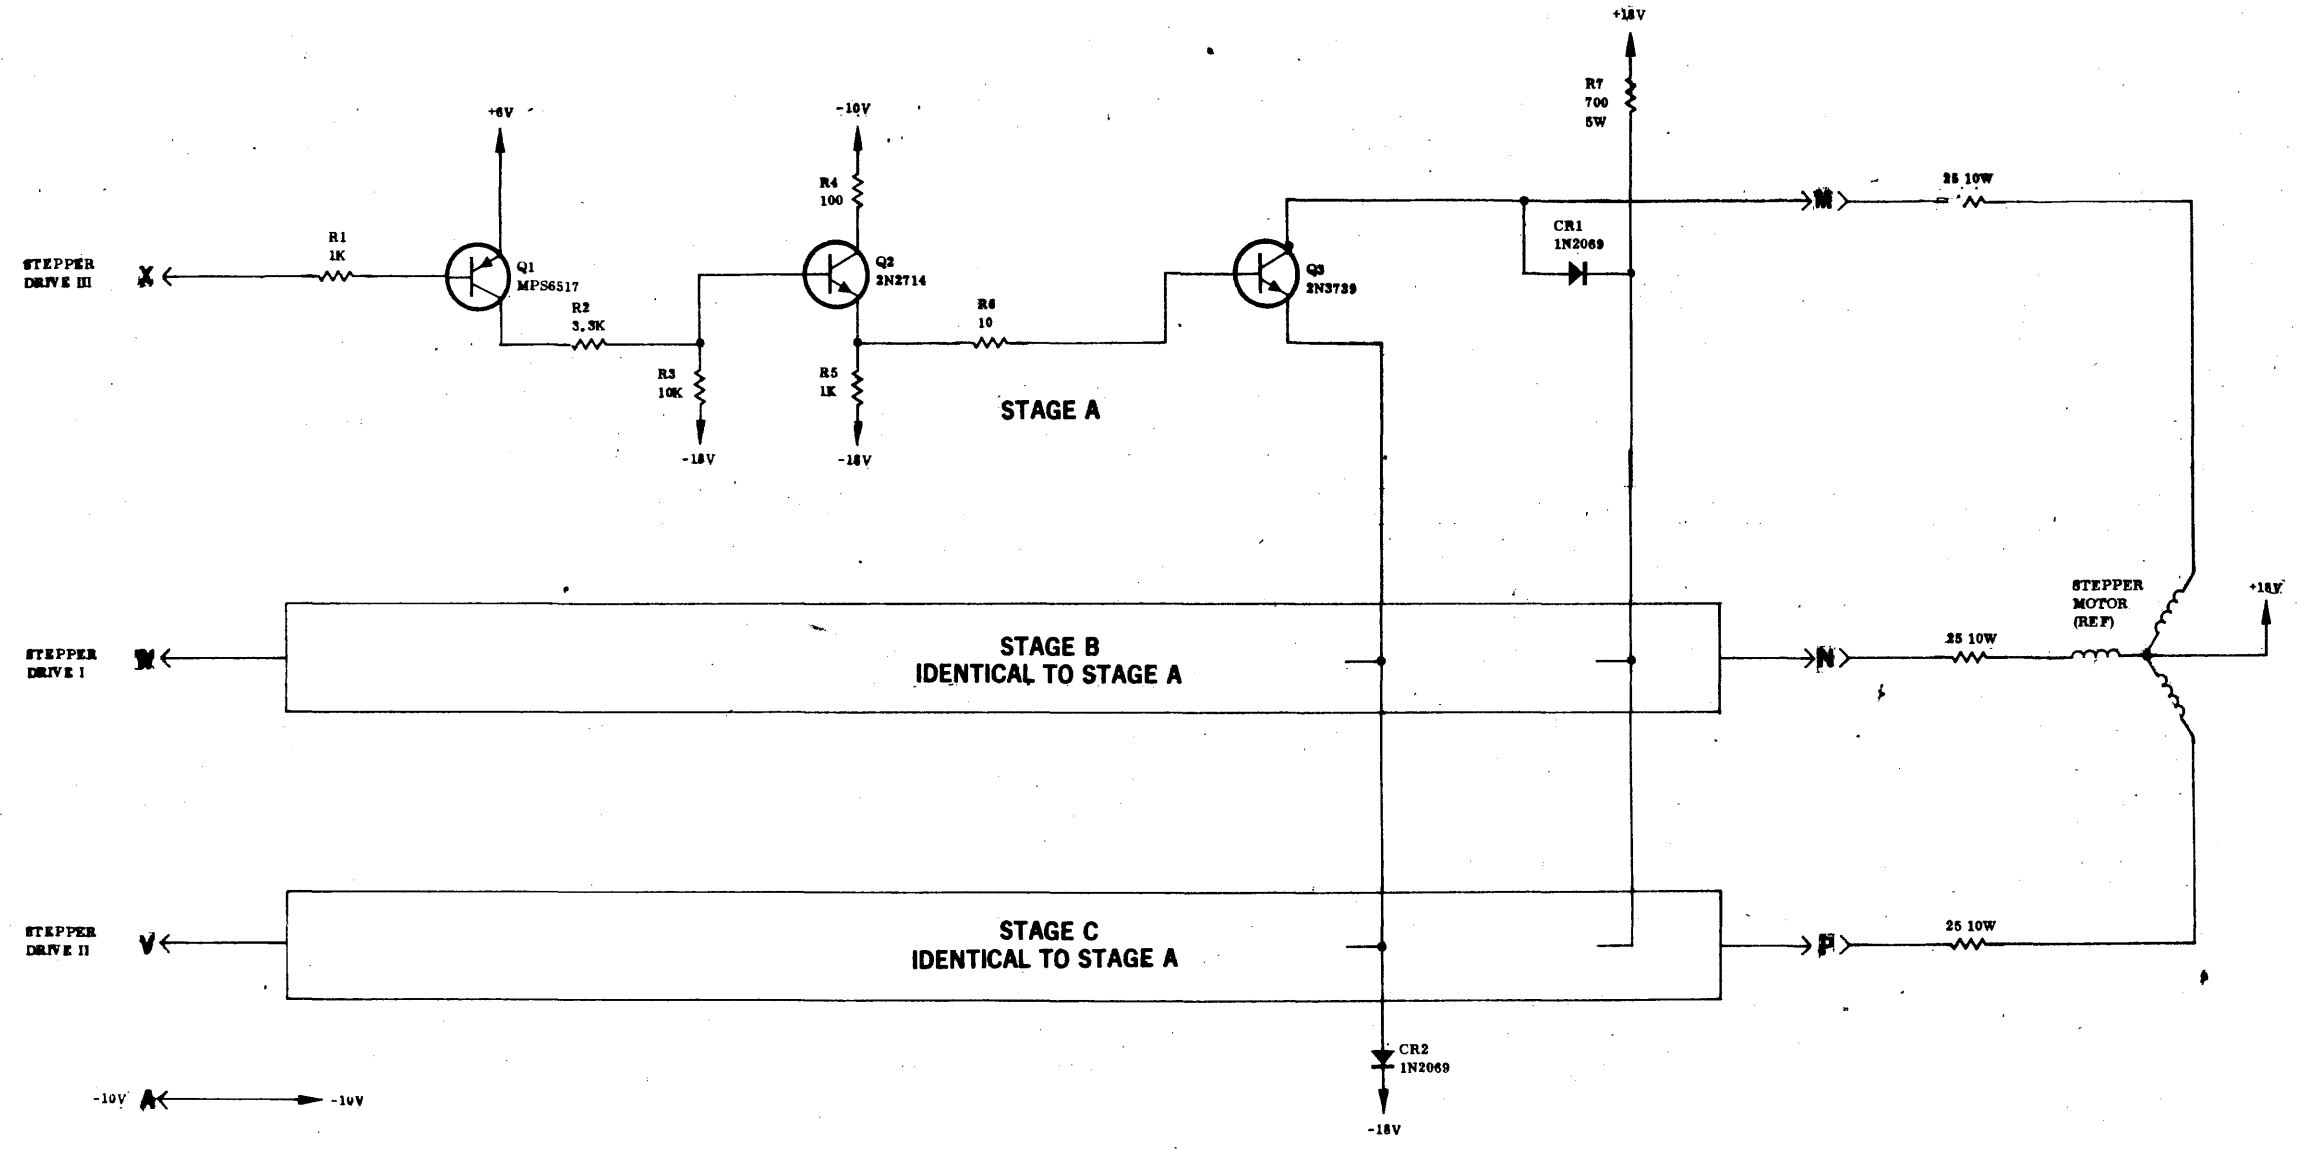 +18V
R7
700
5W
+6V
-10V
R4
100
25 10W
M
CR1
1N2069
R1
1K
STEPPER
DRIVE III
X
Q1
MPS6517
Q2
2N2714
Q3
2N3739
R2
3.3K
R6
10
R3
10K
R5
1K
STAGE A
-18V
-18V
STEPPER
MOTOR
(REF)
+18V
STEPPER
DRIVE I
STAGE B
IDENTICAL TO STAGE A
N
25 10W
STEPPER
DRIVE II
V
STAGE C
IDENTICAL TO STAGE A
P
25 10W
CR2
1N2069
-10V
A
-10V
-18V